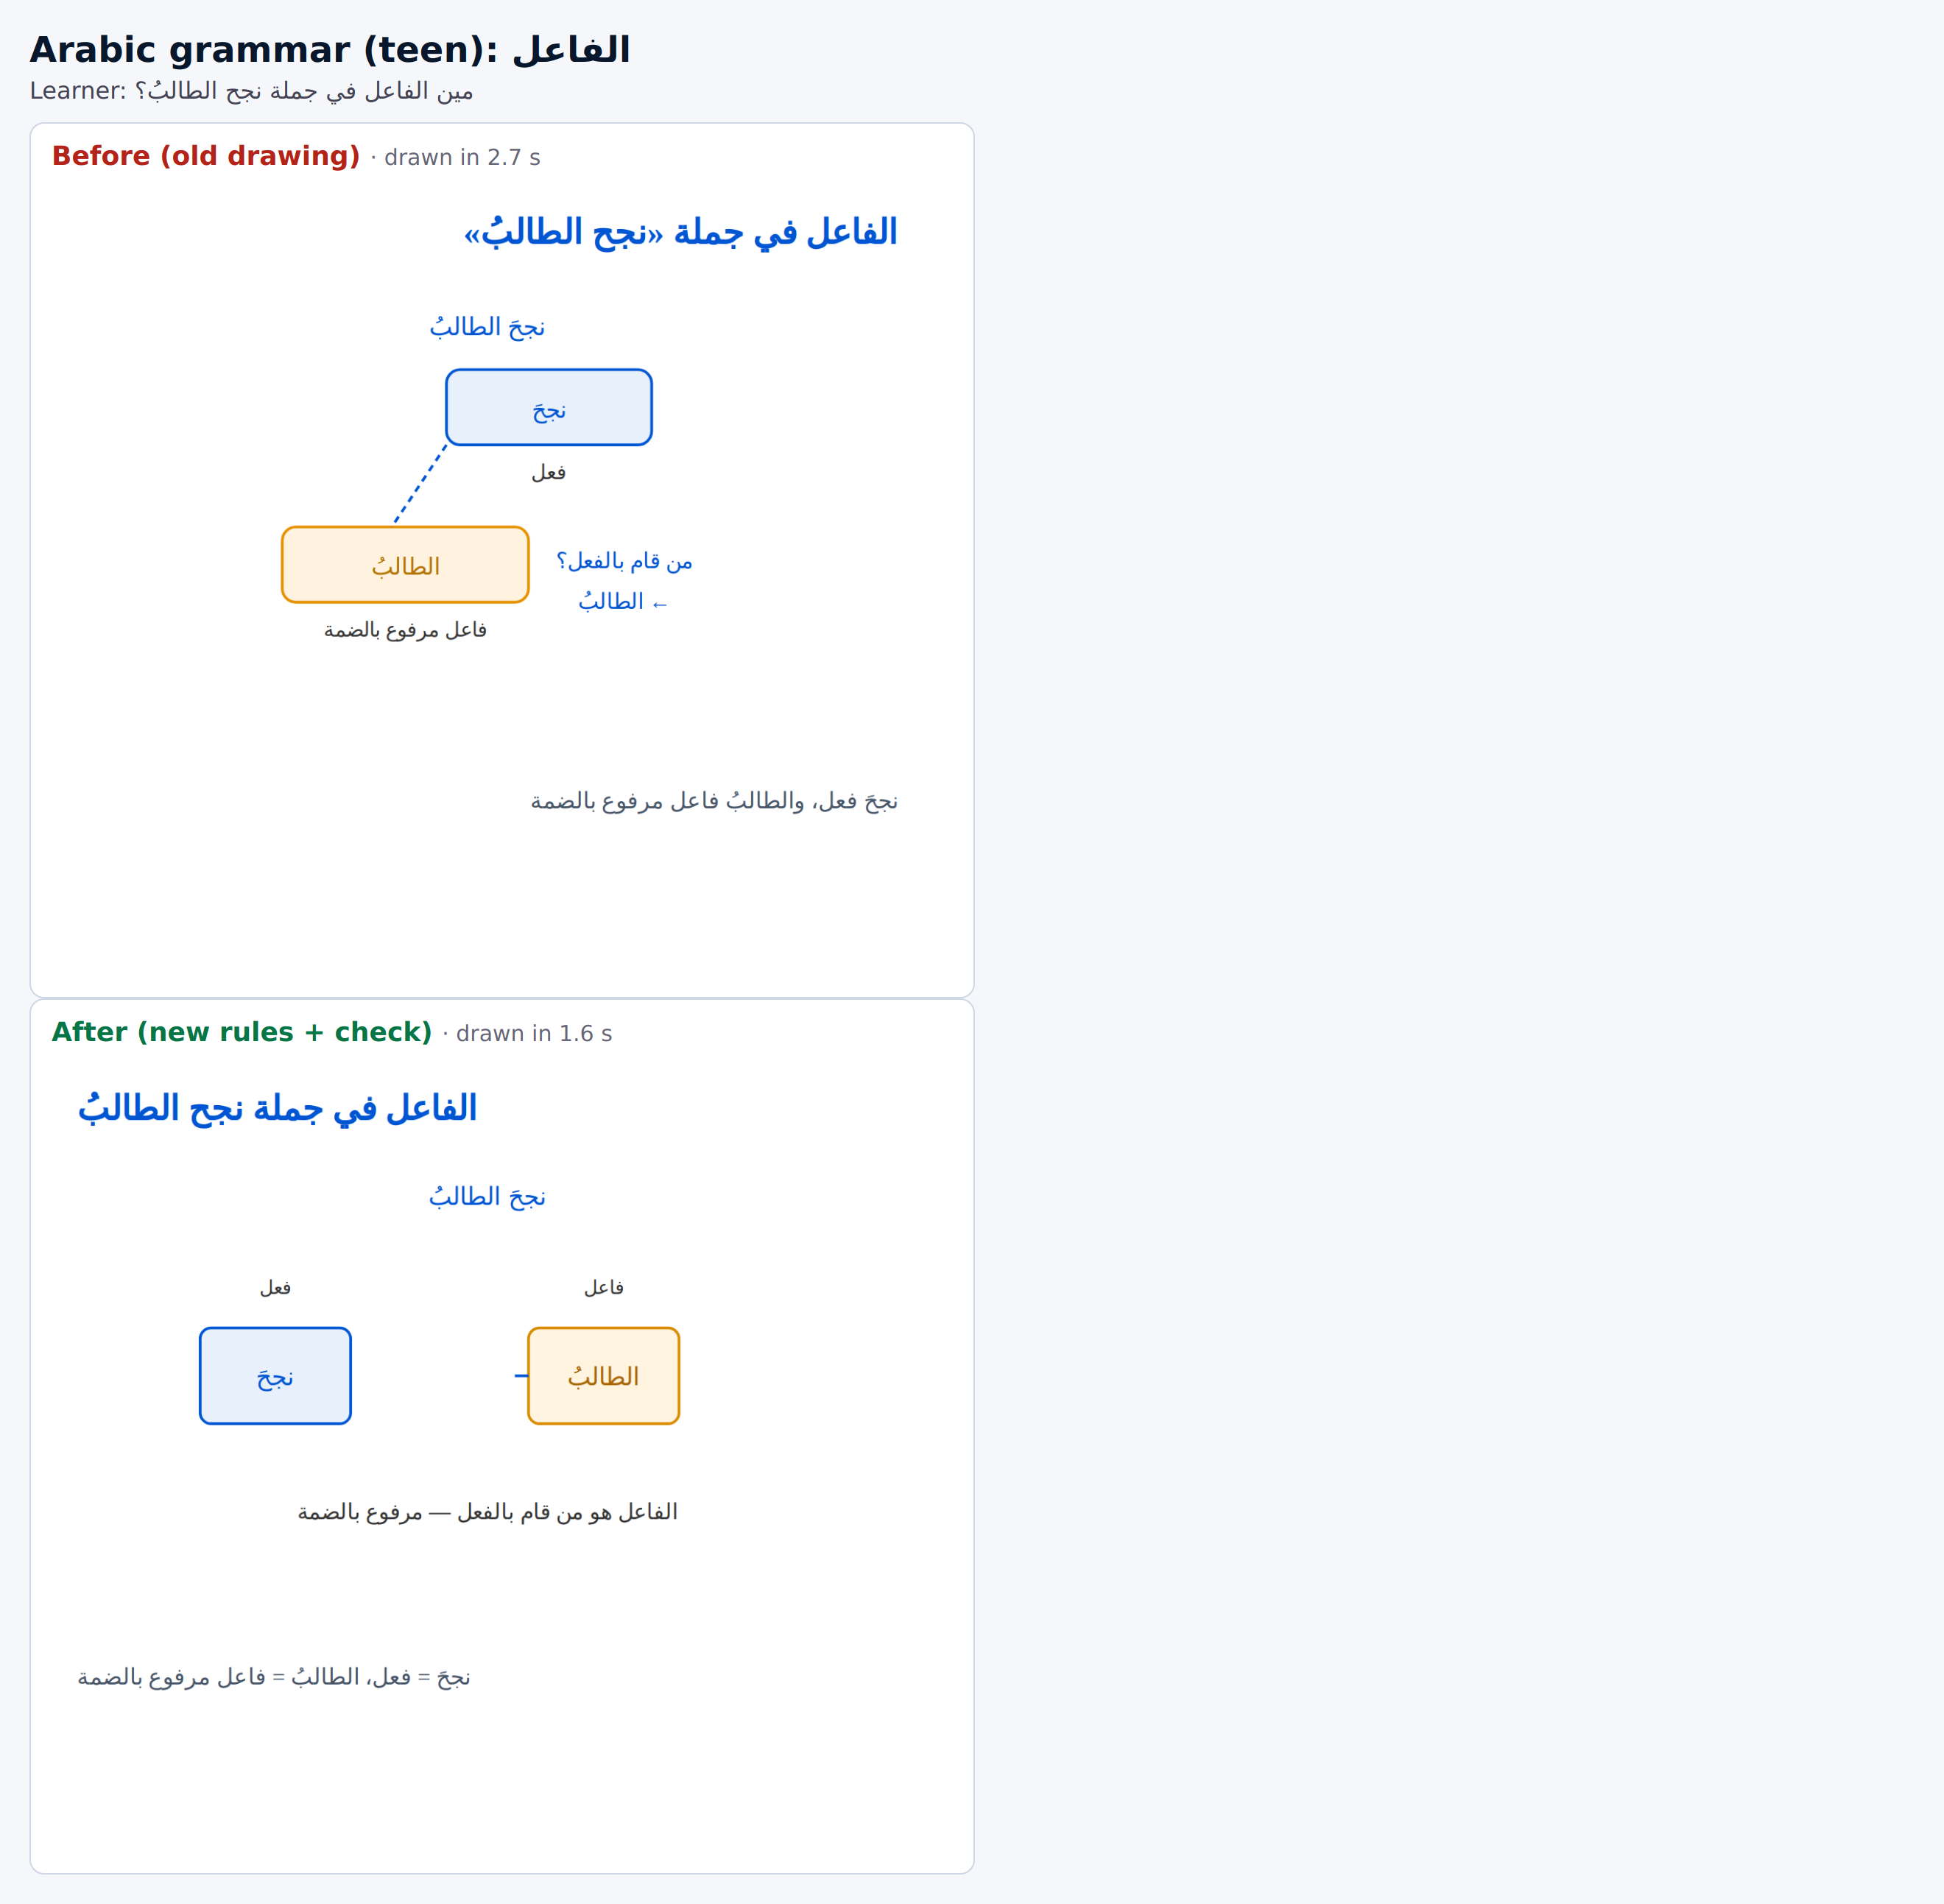 Arabic grammar (teen): الفاعل
Learner: مين الفاعل في جملة نجح الطالبُ؟
Before (old drawing) · drawn in 2.7 s
الفاعل في جملة «نجح الطالبُ»
نجحَ الطالبُ
نجحَ
فعل
الطالبُ
من قام بالفعل؟
← الطالبُ
فاعل مرفوع بالضمة
نجحَ فعل، والطالبُ فاعل مرفوع بالضمة
After (new rules + check) · drawn in 1.6 s
الفاعل في جملة نجح الطالبُ
نجحَ الطالبُ
فاعل
فعل
الطالبُ
نجحَ
الفاعل هو من قام بالفعل — مرفوع بالضمة
نجحَ = فعل، الطالبُ = فاعل مرفوع بالضمة